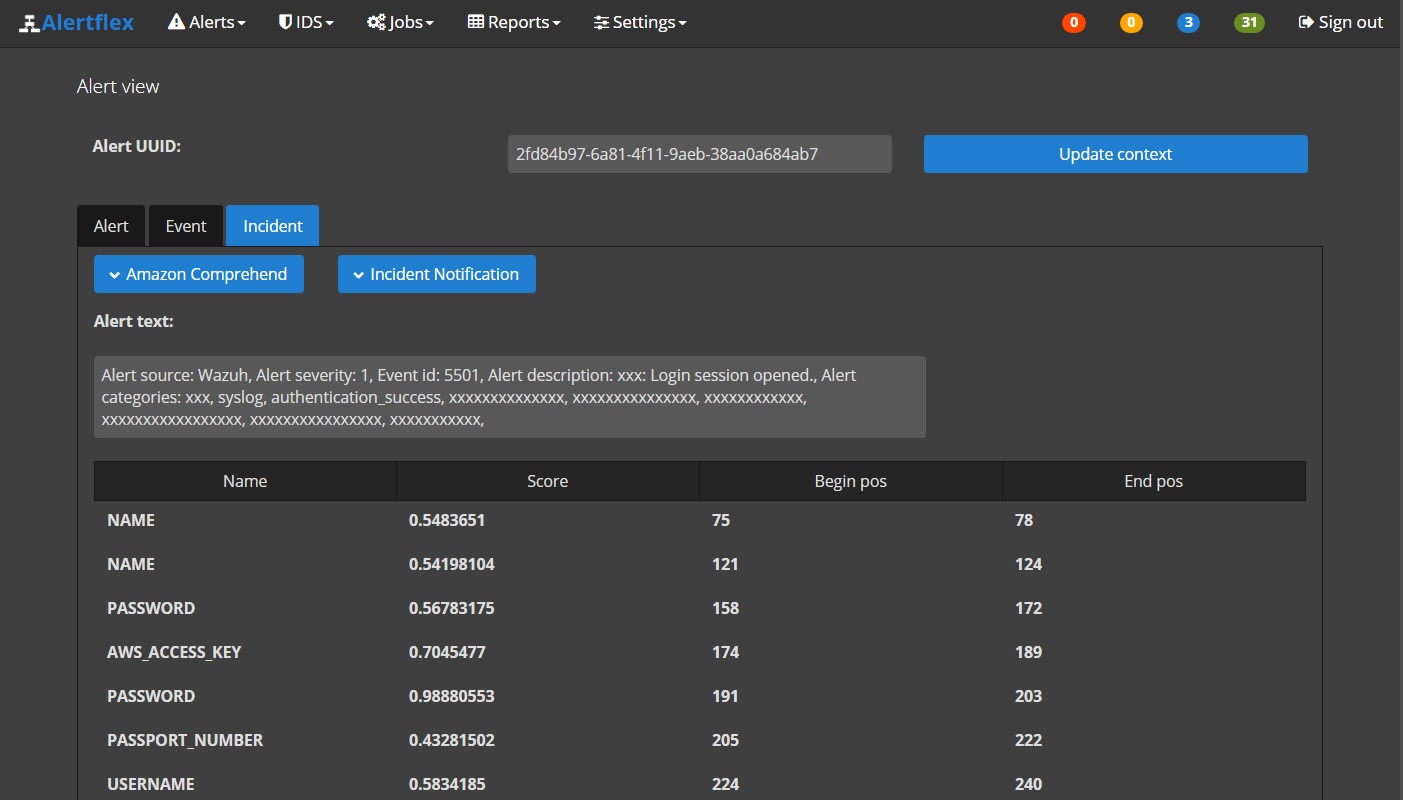 Alertflex Alerts IDS Jobs Reports Settings 0 0 3 31 Sign out
Alert view
Alert UUID: 2fd84b97-6a81-4f11-9aeb-38aa0a684ab7 Update context
Alert Event Incident
Amazon Comprehend Incident Notification
Alert text:
Alert source: Wazuh, Alert severity: 1, Event id: 5501, Alert description: xxx: Login session opened., Alert
categories: xxx, syslog, authentication_success, xxxxxxxxxxxxxx, xxxxxxxxxxxxxxx, xxxxxxxxxxxx,
xxxxxxxxxxxxxxxxx, xxxxxxxxxxxxxxxx, xxxxxxxxxxx,
Name Score Begin pos End pos
NAME 0.5483651 75 78
NAME 0.54198104 121 124
PASSWORD 0.56783175 158 172
AWS_ACCESS_KEY 0.7045477 174 189
PASSWORD 0.98880553 191 203
PASSPORT_NUMBER 0.43281502 205 222
USERNAME 0.5834185 224 240